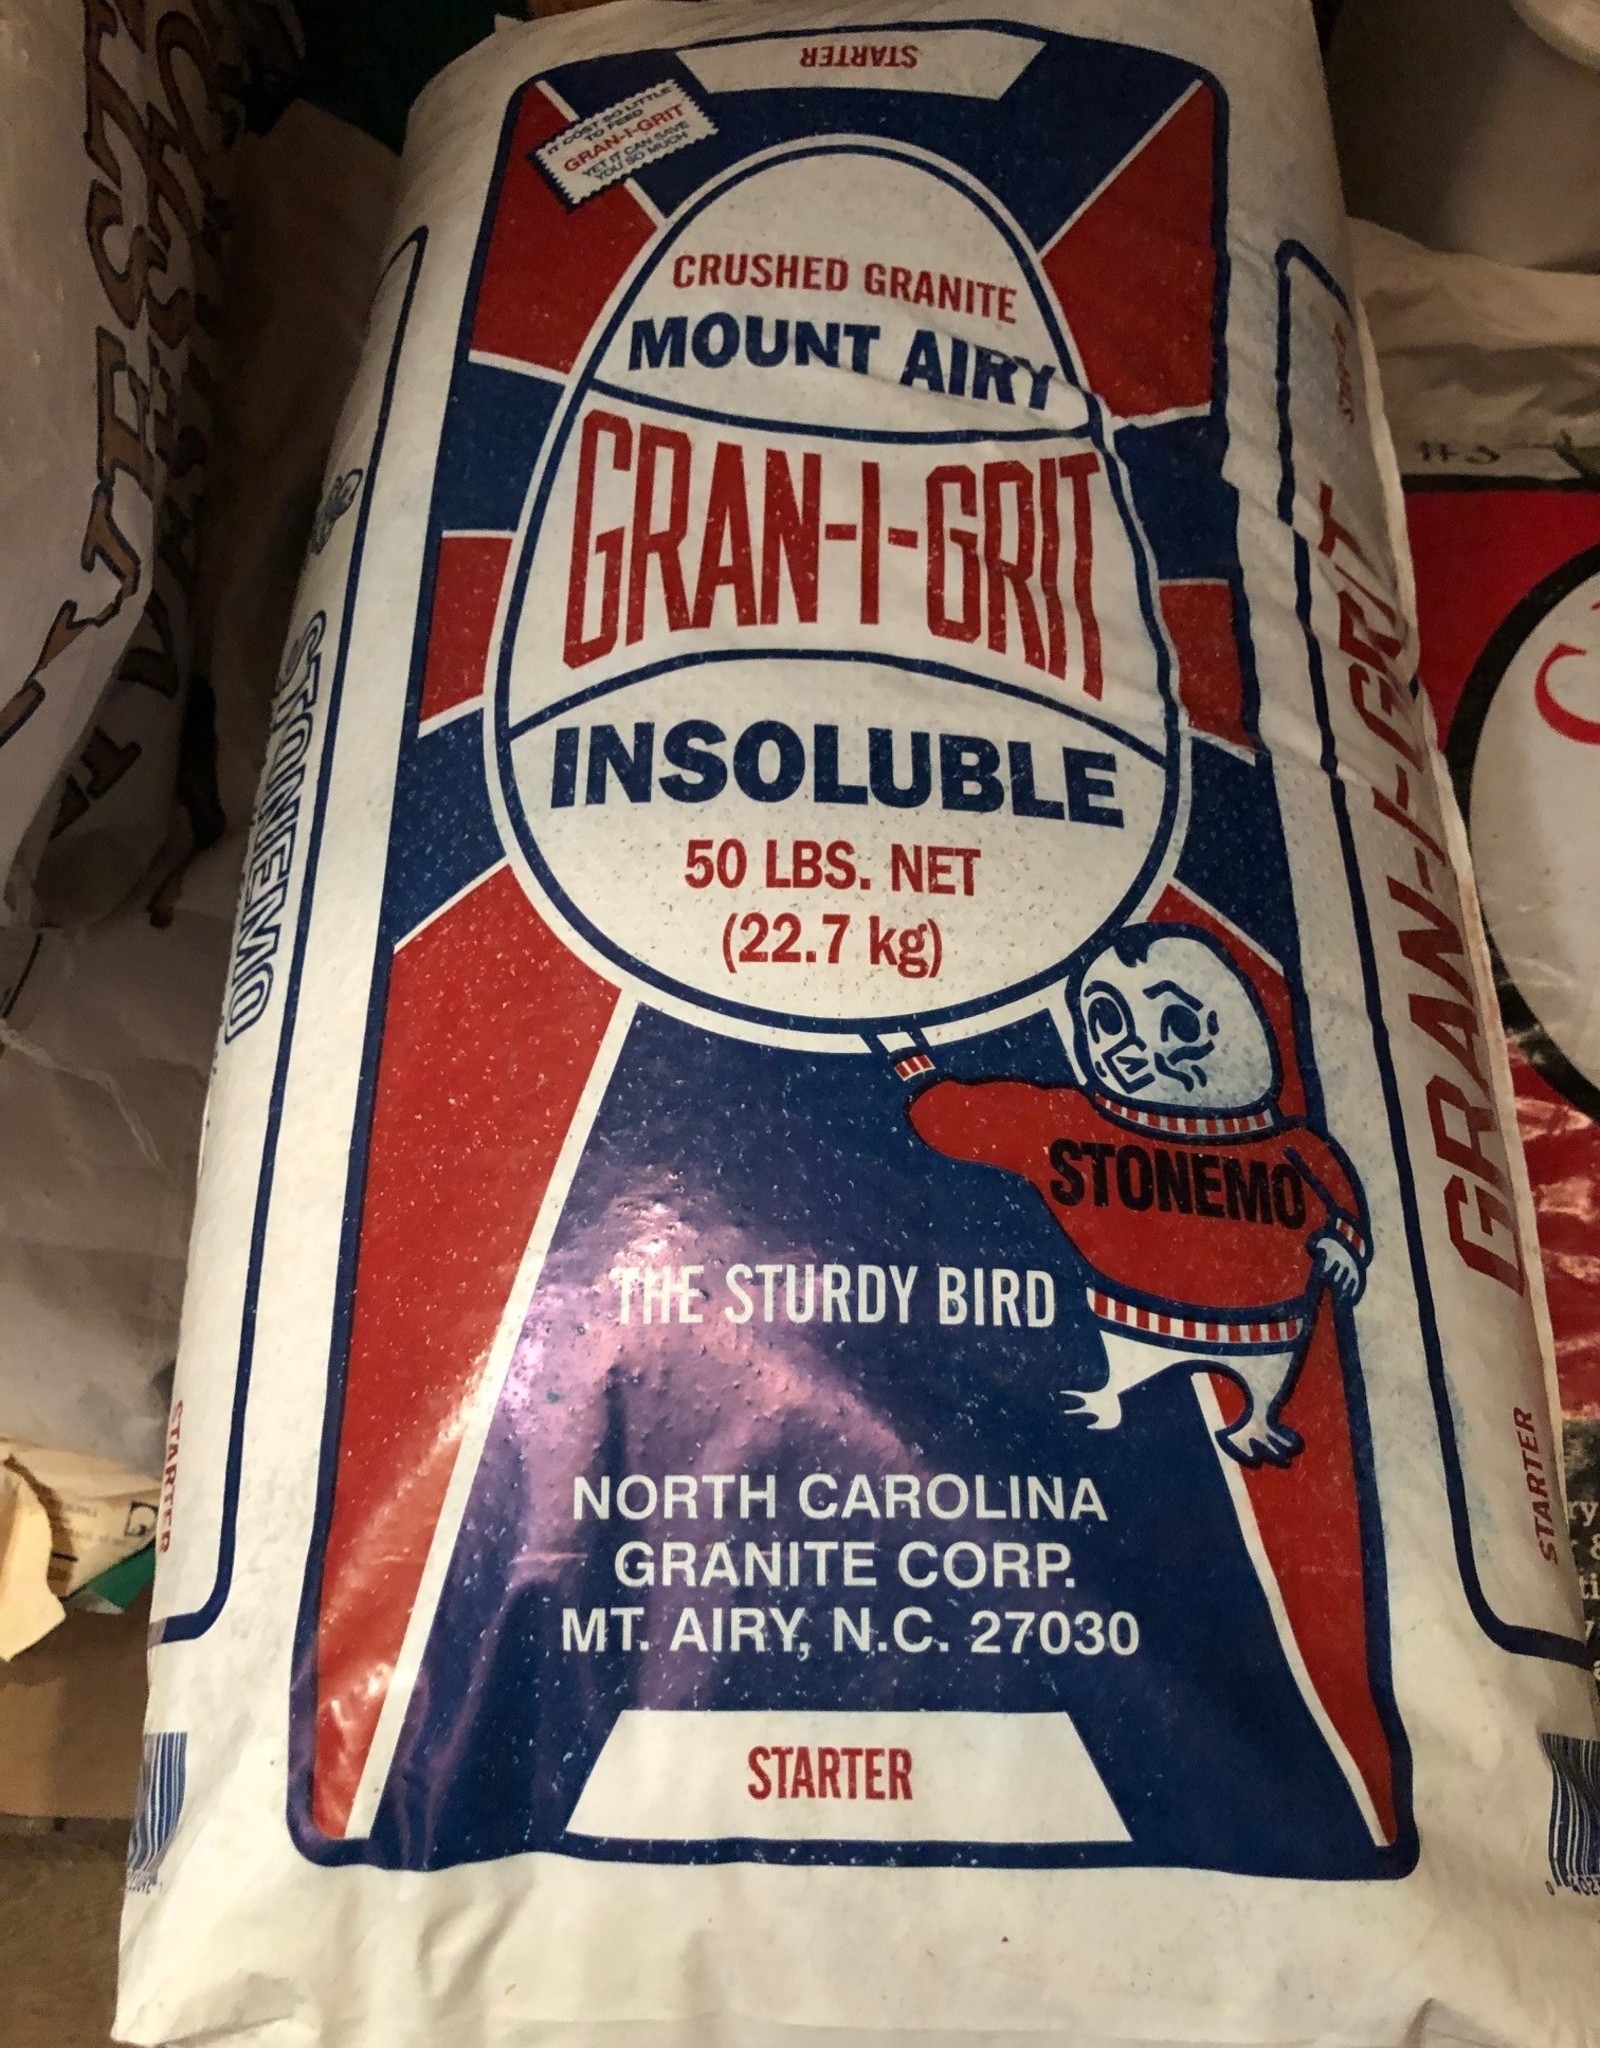 STARTER
IT COST SO LITTLE
TO FEED
GRAN-I-GRIT
YET IT CAN SAVE
YOU SO MUCH
CRUSHED GRANITE
MOUNT AIRY
GRAN-I-GRIT
INSOLUBLE
50 LBS. NET
(22.7 kg)
STONEMO
THE STURDY BIRD
NORTH CAROLINA
GRANITE CORP.
MT. AIRY, N.C. 27030
STARTER
STONEMO
STARTER
GRAN-I-GRIT
STARTER